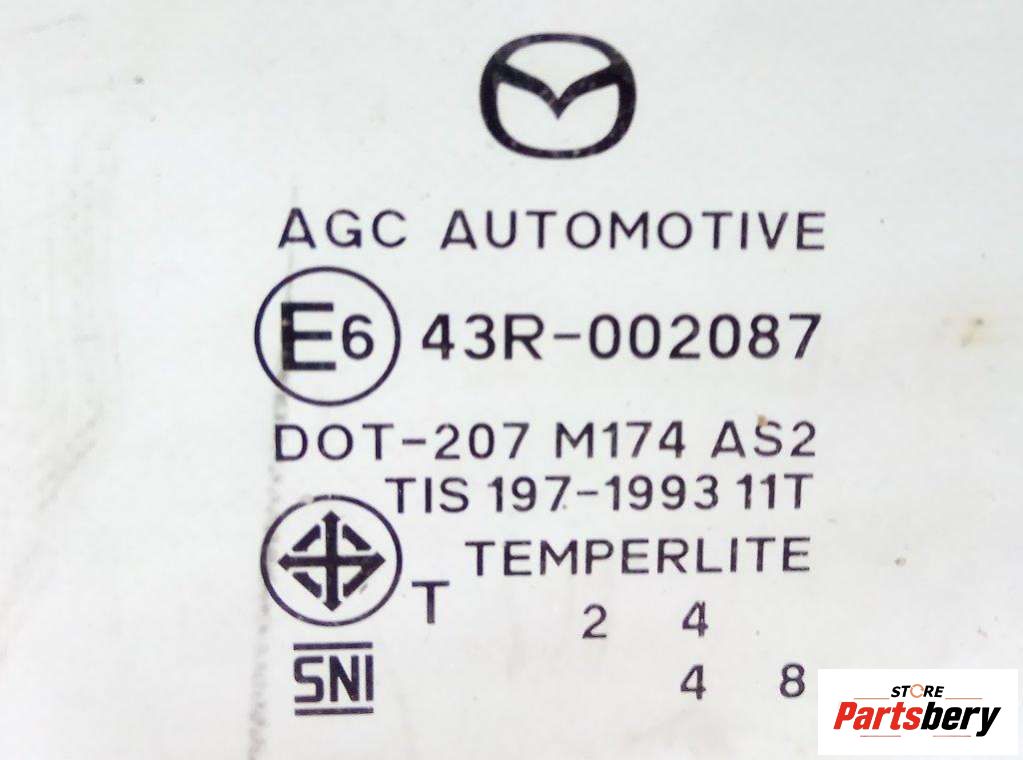 AGC AUTOMOTIVE
E6 43R-002087
DOT-207 M174 AS2
TIS 197-1993 11T
TEMPERLITE
T
2 4
SNI
4 8
STORE
Partsbery